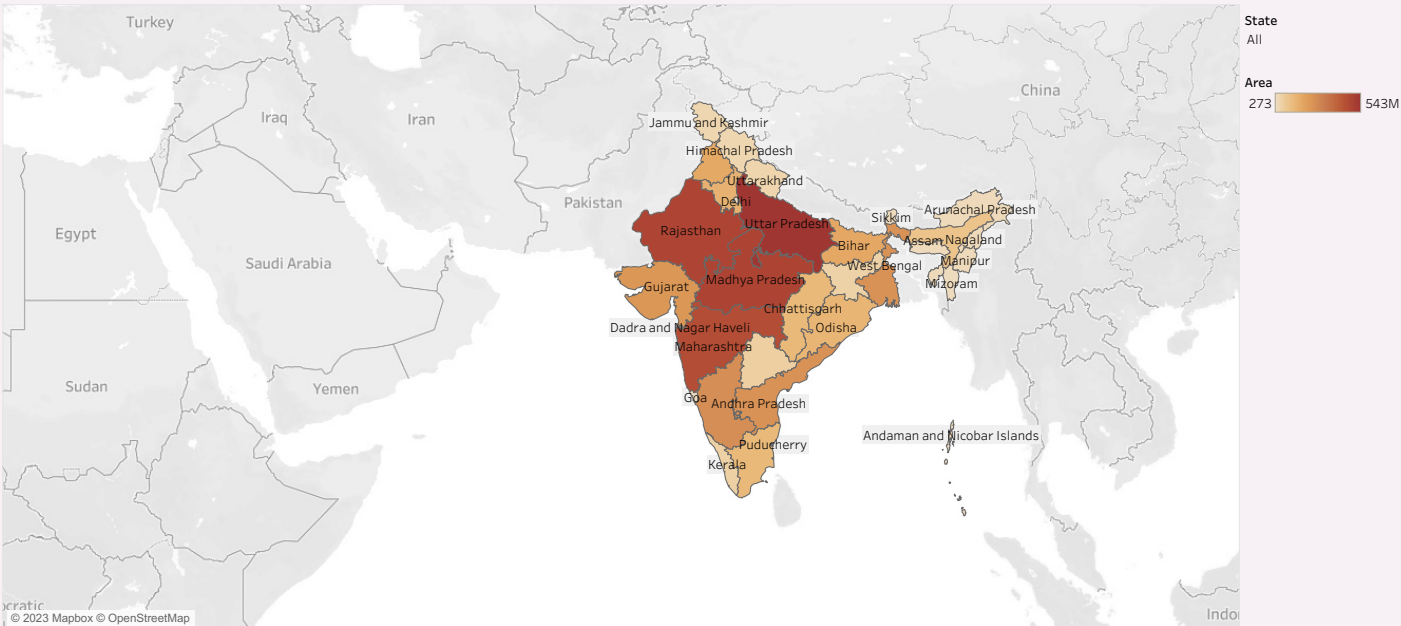 Turkey
State
All
Area
273
543M
China
Iraq
Iran
Jammu and Kashmir
Himachal Pradesh
Uttarakhand
Pakistan
Delhi
Arunachal Pradesh
Sikkim
Uttar Pradesh
Rajasthan
Egypt
Assam
Nagaland
Bihar
Saudi Arabia
West Bengal
Manipur
Madhya Pradesh
Mizoram
Gujarat
Chhattisgarh
Dadra and Nagar Haveli
Odisha
Maharashtra
Sudan
Yemen
Goa
Andhra Pradesh
Andaman and Nicobar Islands
Puducherry
Kerala
ocratic
Indo
© 2023 Mapbox © OpenStreetMap